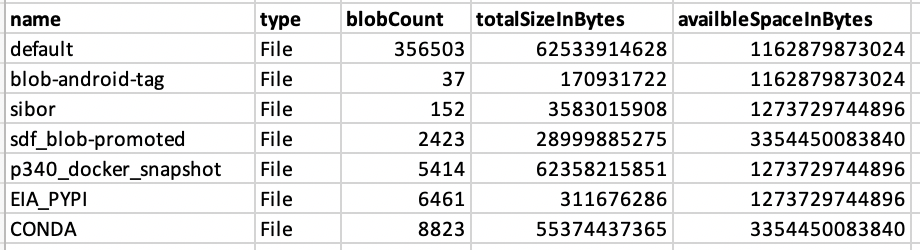 name type blobCount totalSizeInBytes availbleSpaceInBytes
default File 356503 62533914628 1162879873024
blob-android-tag File 37 170931722 1162879873024
sibor File 152 3583015908 1273729744896
sdf_blob-promoted File 2423 28999885275 3354450083840
p340_docker_snapshot File 5414 62358215851 1273729744896
EIA_PYPI File 6461 311676286 1273729744896
CONDA File 8823 55374437365 3354450083840